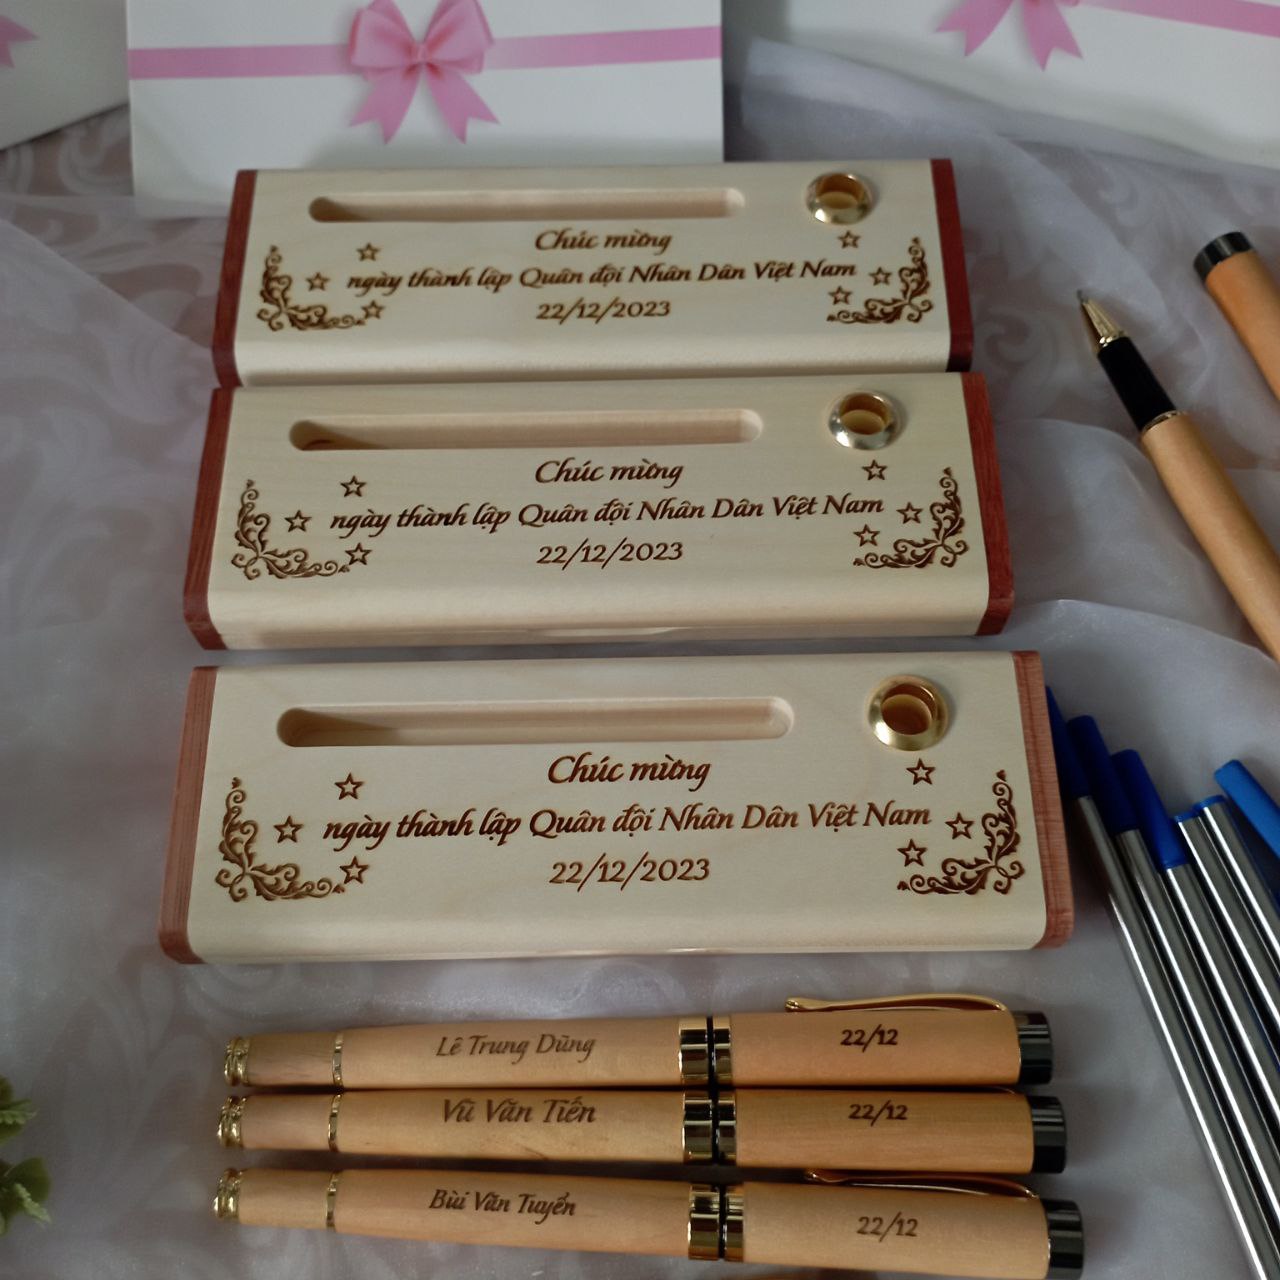 Chúc mừng
ngày thành lập Quân đội Nhân Dân Việt Nam
22/12/2023
Chúc mừng
ngày thành lập Quân đội Nhân Dân Việt Nam
22/12/2023
Chúc mừng
ngày thành lập Quân đội Nhân Dân Việt Nam
22/12/2023
Lê Trung Dũng 22/12
Vũ Văn Tiến 22/12
Bùi Văn Tuyển 22/12